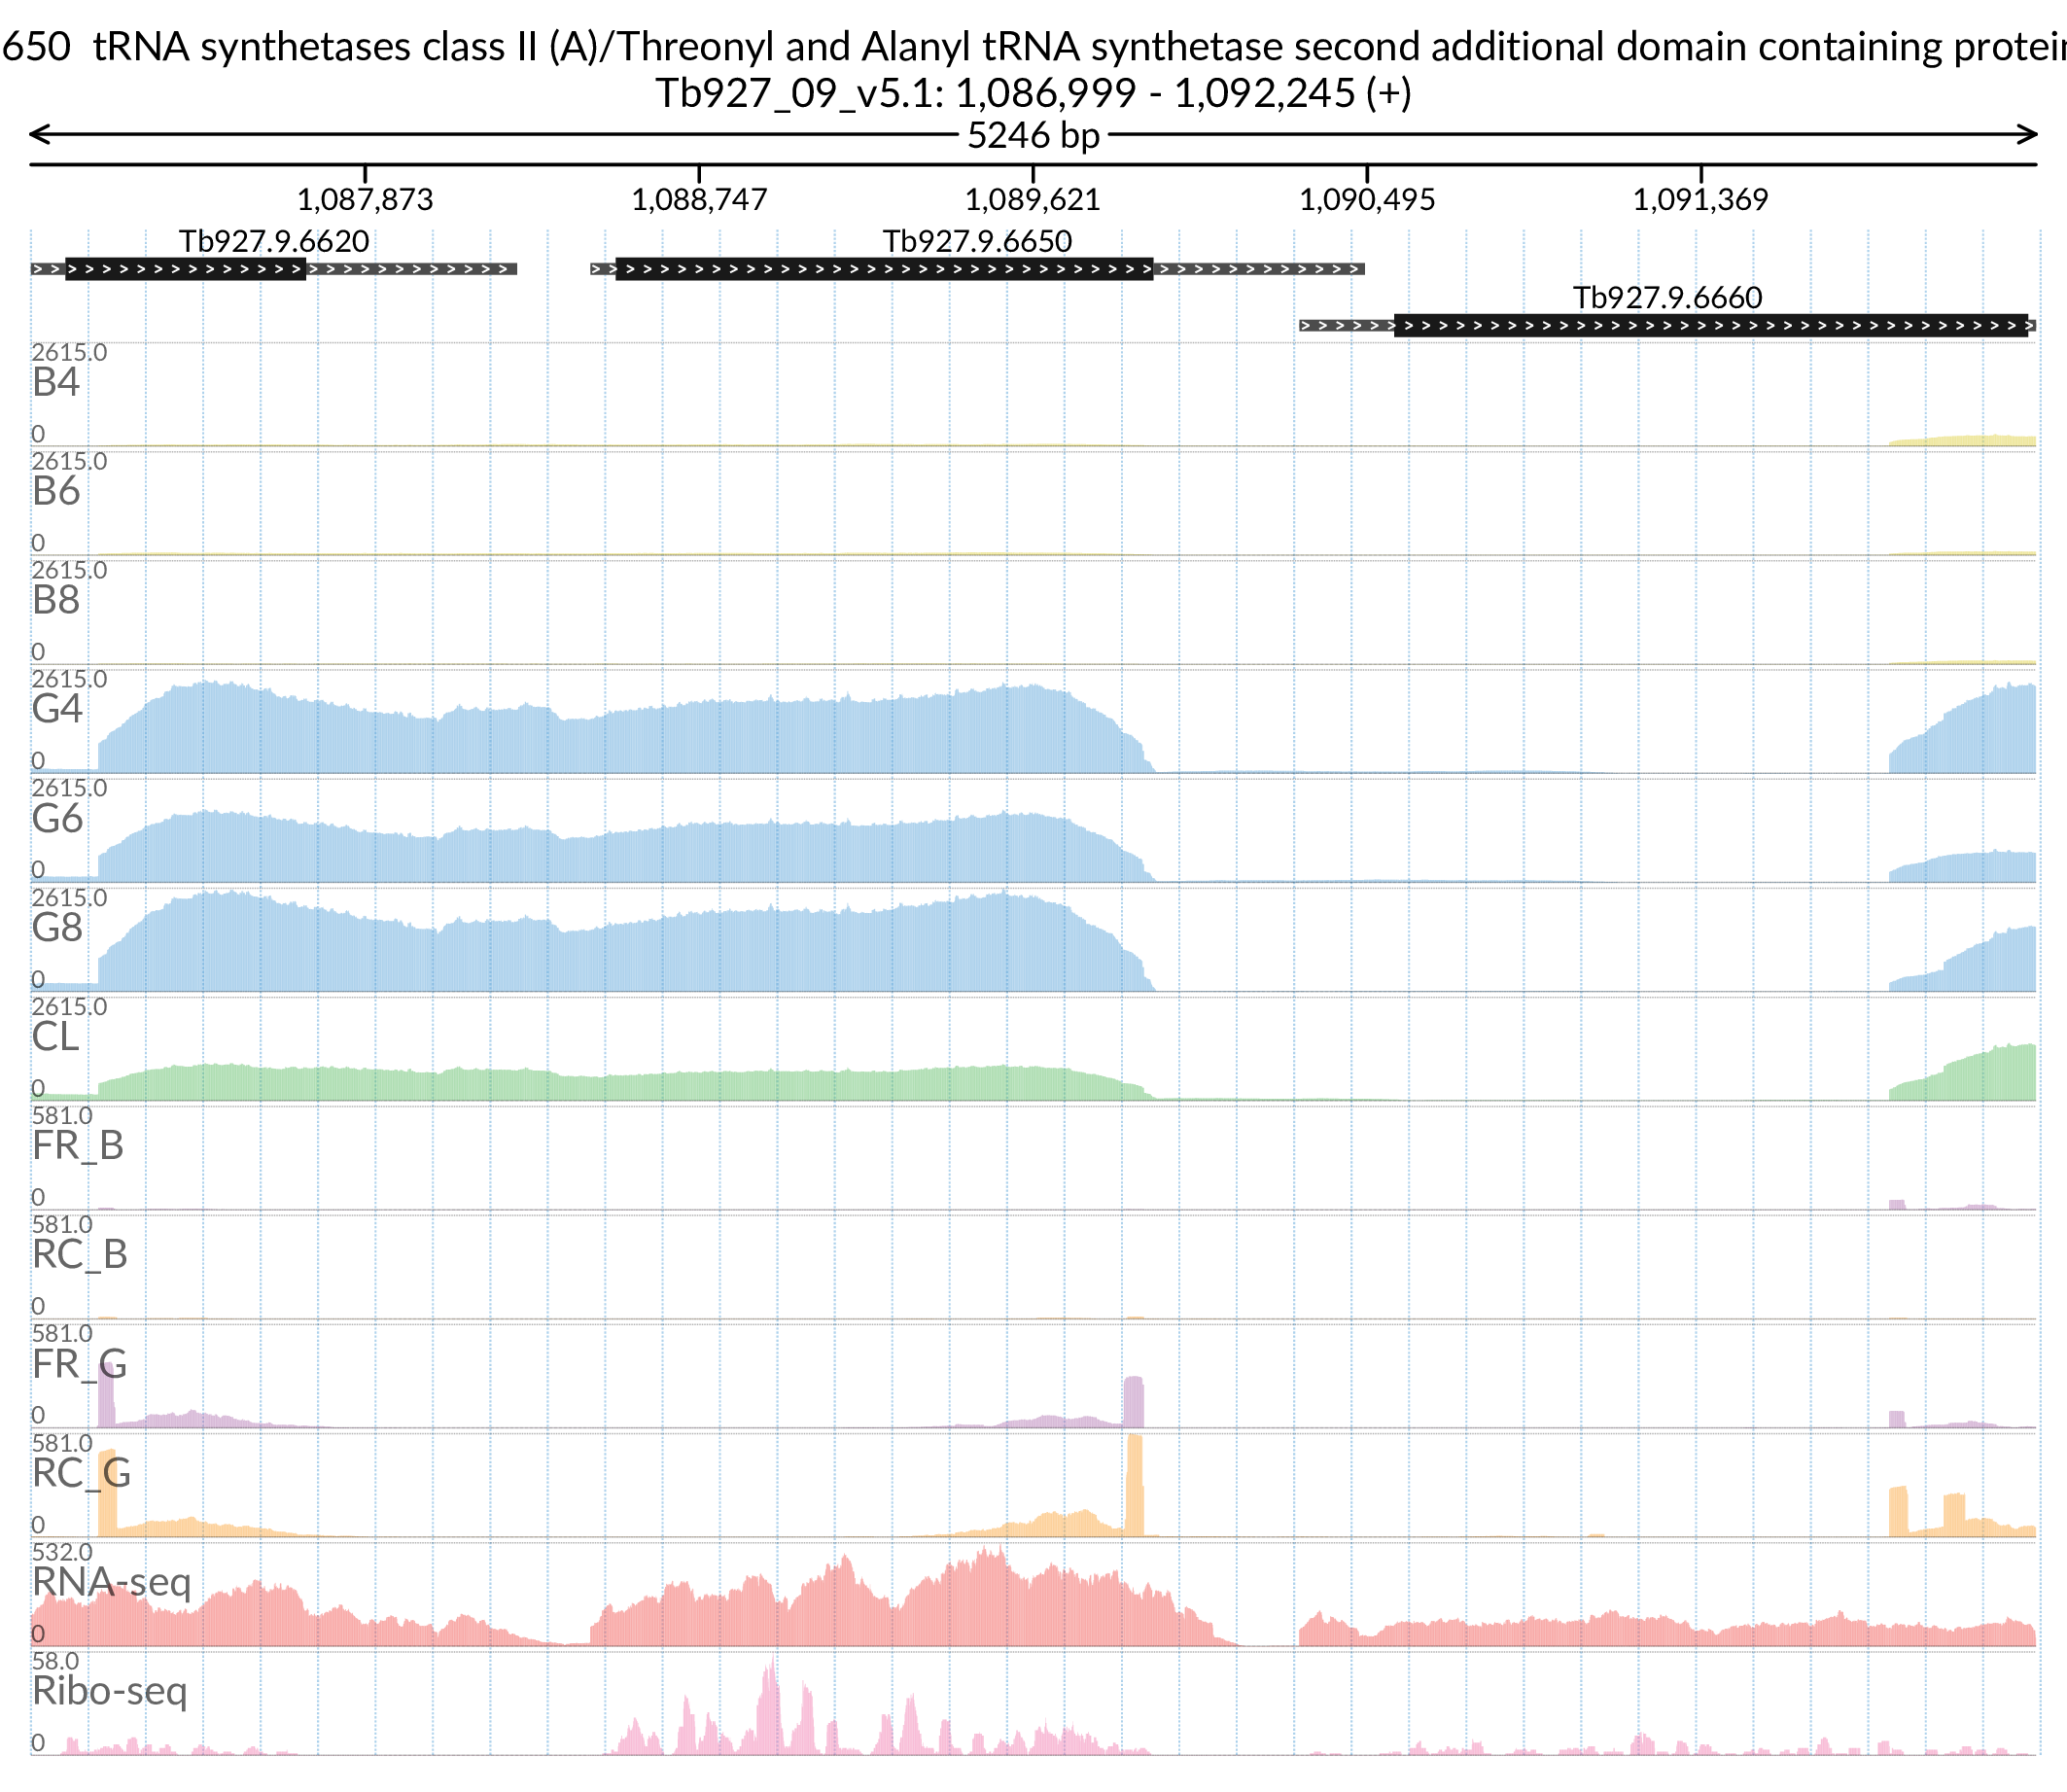 650 tRNA synthetases class II (A)/Threonyl and Alanyl tRNA synthetase second additional domain containing protein
Tb927_09_v5.1: 1,086,999 - 1,092,245 (+)
5246 bp
1,087,873 1,088,747 1,089,621 1,090,495 1,091,369
Tb927.9.6620 Tb927.9.6650
Tb927.9.6660
2615.0
B4
0
2615.0
B6
0
2615.0
B8
0
2615.0
G4
0
2615.0
G6
0
2615.0
G8
0
2615.0
CL
0
581.0
FR_B
0
581.0
RC_B
0
581.0
FR_G
0
581.0
RC_G
0
532.0
RNA-seq
0
58.0
Ribo-seq
0